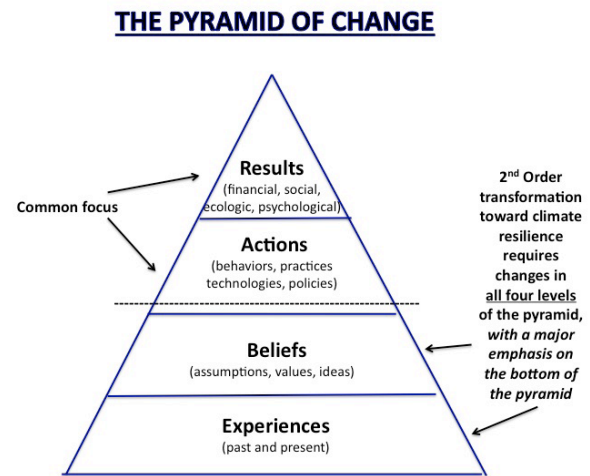 THE PYRAMID OF CHANGE
Results
(financial, social,
ecologic, psychological)
Common focus
Actions
(behaviors, practices
technologies, policies)
Beliefs
(assumptions, values, ideas)
Experiences
(past and present)
2nd Order
transformation
toward climate
resilience
requires
changes in
all four levels
of the pyramid,
with a major
emphasis on
the bottom of
the pyramid